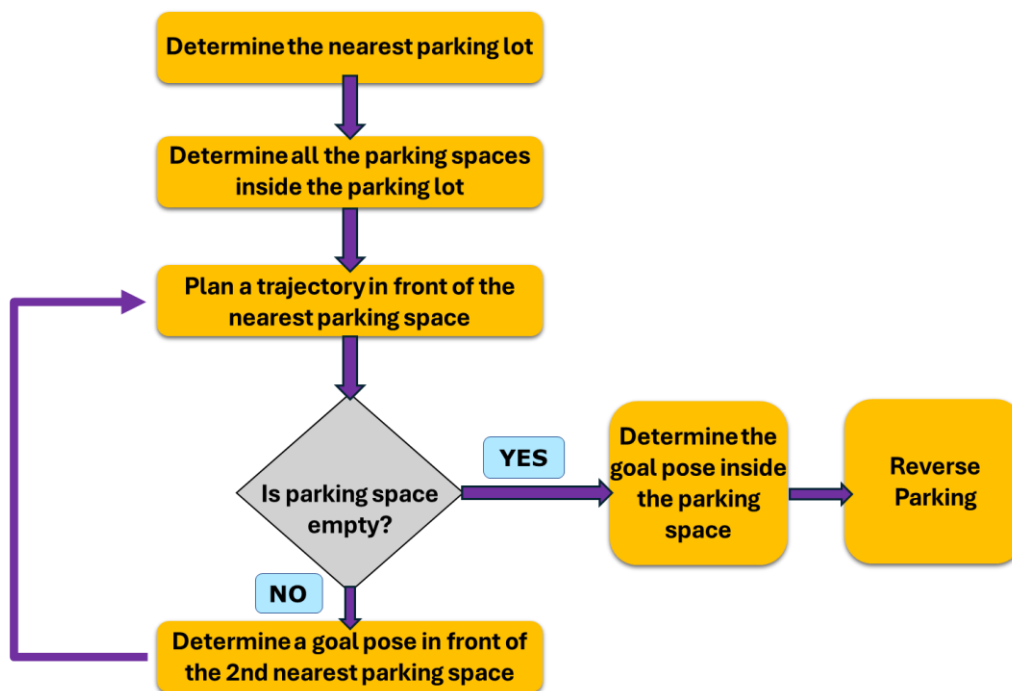 Determine the nearest parking lot
Determine all the parking spaces
inside the parking lot
Plan a trajectory in front of the
nearest parking space
Is parking space
empty?
YES
Determine the
goal pose inside
the parking
space
Reverse
Parking
NO
Determine a goal pose in front of
the 2nd nearest parking space